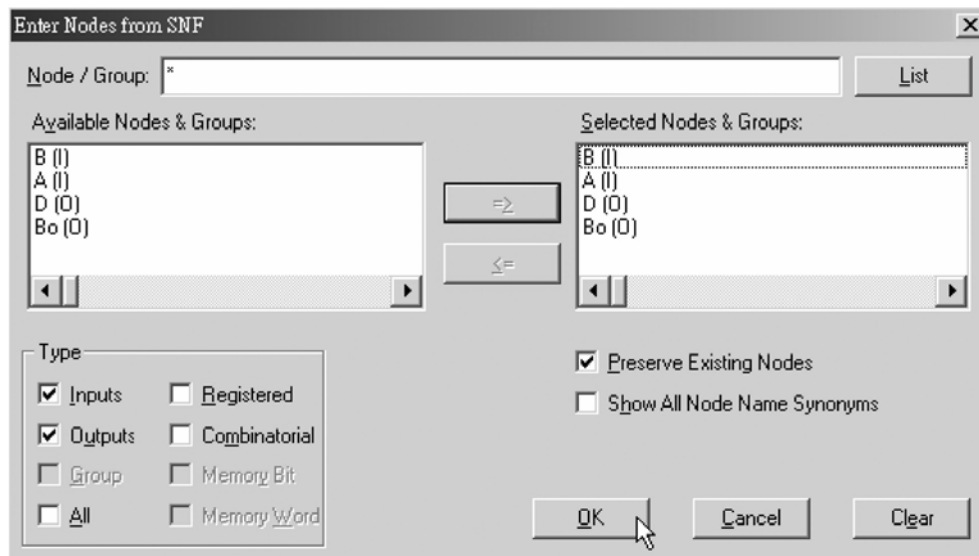 Enter Nodes from SNF
Node / Group: *
List
Available Nodes & Groups:
B (I)
A (I)
D (O)
Bo (O)
=>
<=
Selected Nodes & Groups:
B (I)
A (I)
D (O)
Bo (O)
Type
Inputs
Registered
Outputs
Combinatorial
Group
Memory Bit
All
Memory Word
Preserve Existing Nodes
Show All Node Name Synonyms
OK
Cancel
Clear